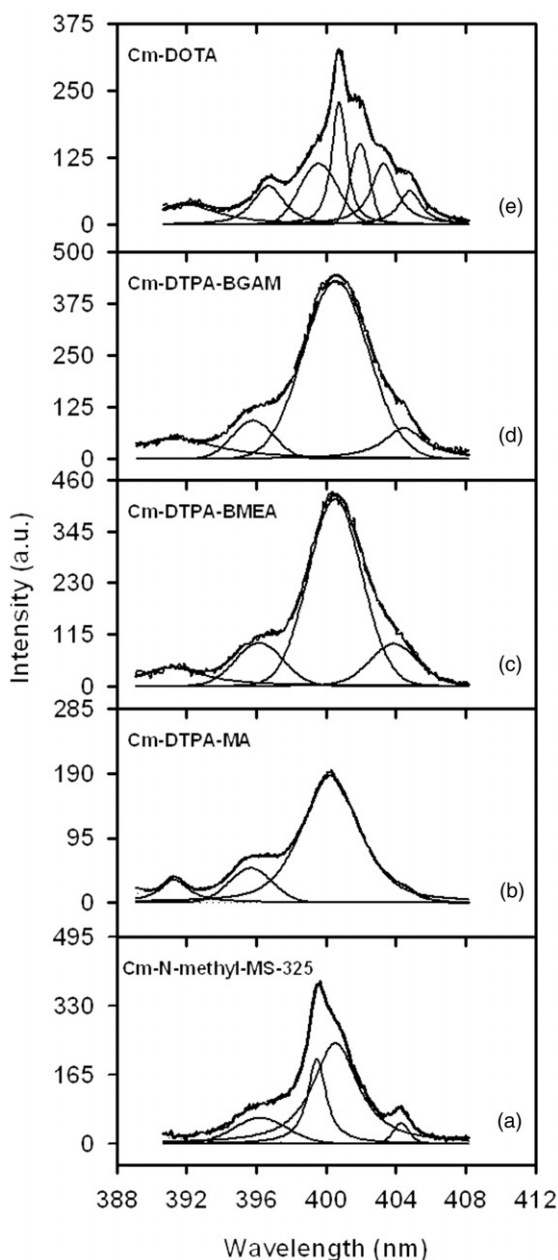 375
Cm-DOTA
250
125
(e)
0
500
Cm-DTPA-BGAM
375
250
125
(d)
0
460
Cm-DTPA-BMEA
345
230
115
(c)
0
285
Cm-DTPA-MA
190
95
(b)
0
495
Cm-N-methyl-MS-325
330
165
(a)
0
388 392 396 400 404 408 412
Wavelength (nm)
Intensity (a.u.)